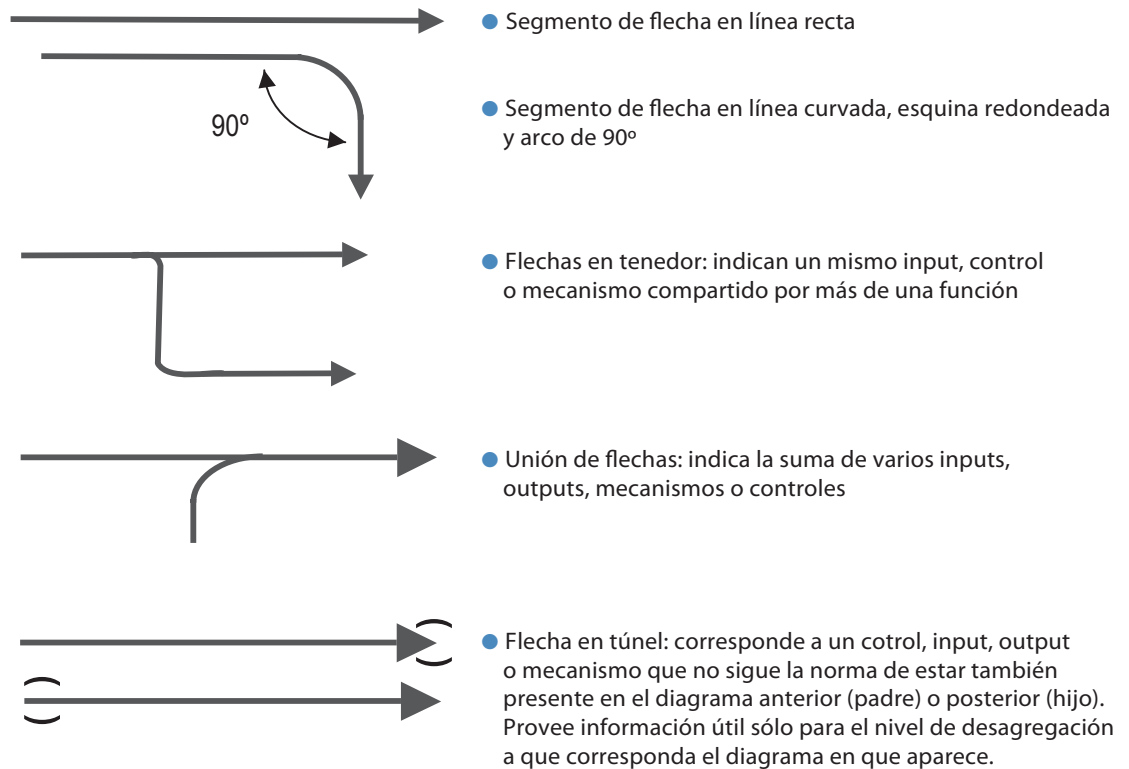 ● Segmento de flecha en línea recta
90º
● Segmento de flecha en línea curvada, esquina redondeada
y arco de 90º
● Flechas en tenedor: indican un mismo input, control
o mecanismo compartido por más de una función
● Unión de flechas: indica la suma de varios inputs,
outputs, mecanismos o controles
● Flecha en túnel: corresponde a un cotrol, input, output
o mecanismo que no sigue la norma de estar también
presente en el diagrama anterior (padre) o posterior (hijo).
Provee información útil sólo para el nivel de desagregación
a que corresponda el diagrama en que aparece.